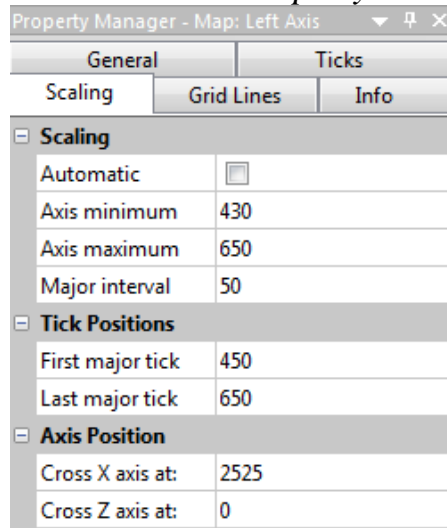 Property Manager - Map: Left Axis
General Ticks
Scaling Grid Lines Info
Scaling
Automatic
Axis minimum 430
Axis maximum 650
Major interval 50
Tick Positions
First major tick 450
Last major tick 650
Axis Position
Cross X axis at: 2525
Cross Z axis at: 0